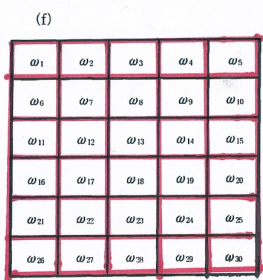 (f)
ω₁ ω₂ ω₃ ω₄ ω₅
ω₆ ω₇ ω₈ ω₉ ω₁₀
ω₁₁ ω₁₂ ω₁₃ ω₁₄ ω₁₅
ω₁₆ ω₁₇ ω₁₈ ω₁₉ ω₂₀
ω₂₁ ω₂₂ ω₂₃ ω₂₄ ω₂₅
ω₂₆ ω₂₇ ω₂₈ ω₂₉ ω₃₀